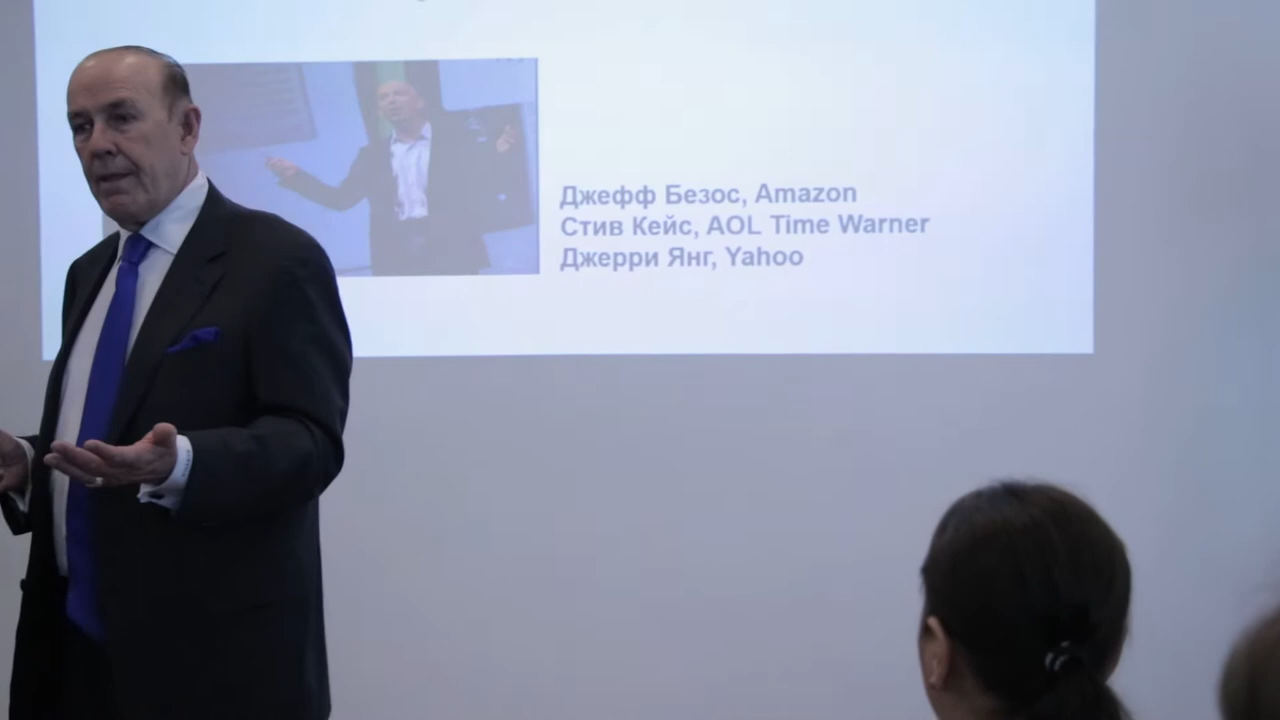 Джефф Безос, Amazon
Стив Кейс, AOL Time Warner
Джерри Янг, Yahoo